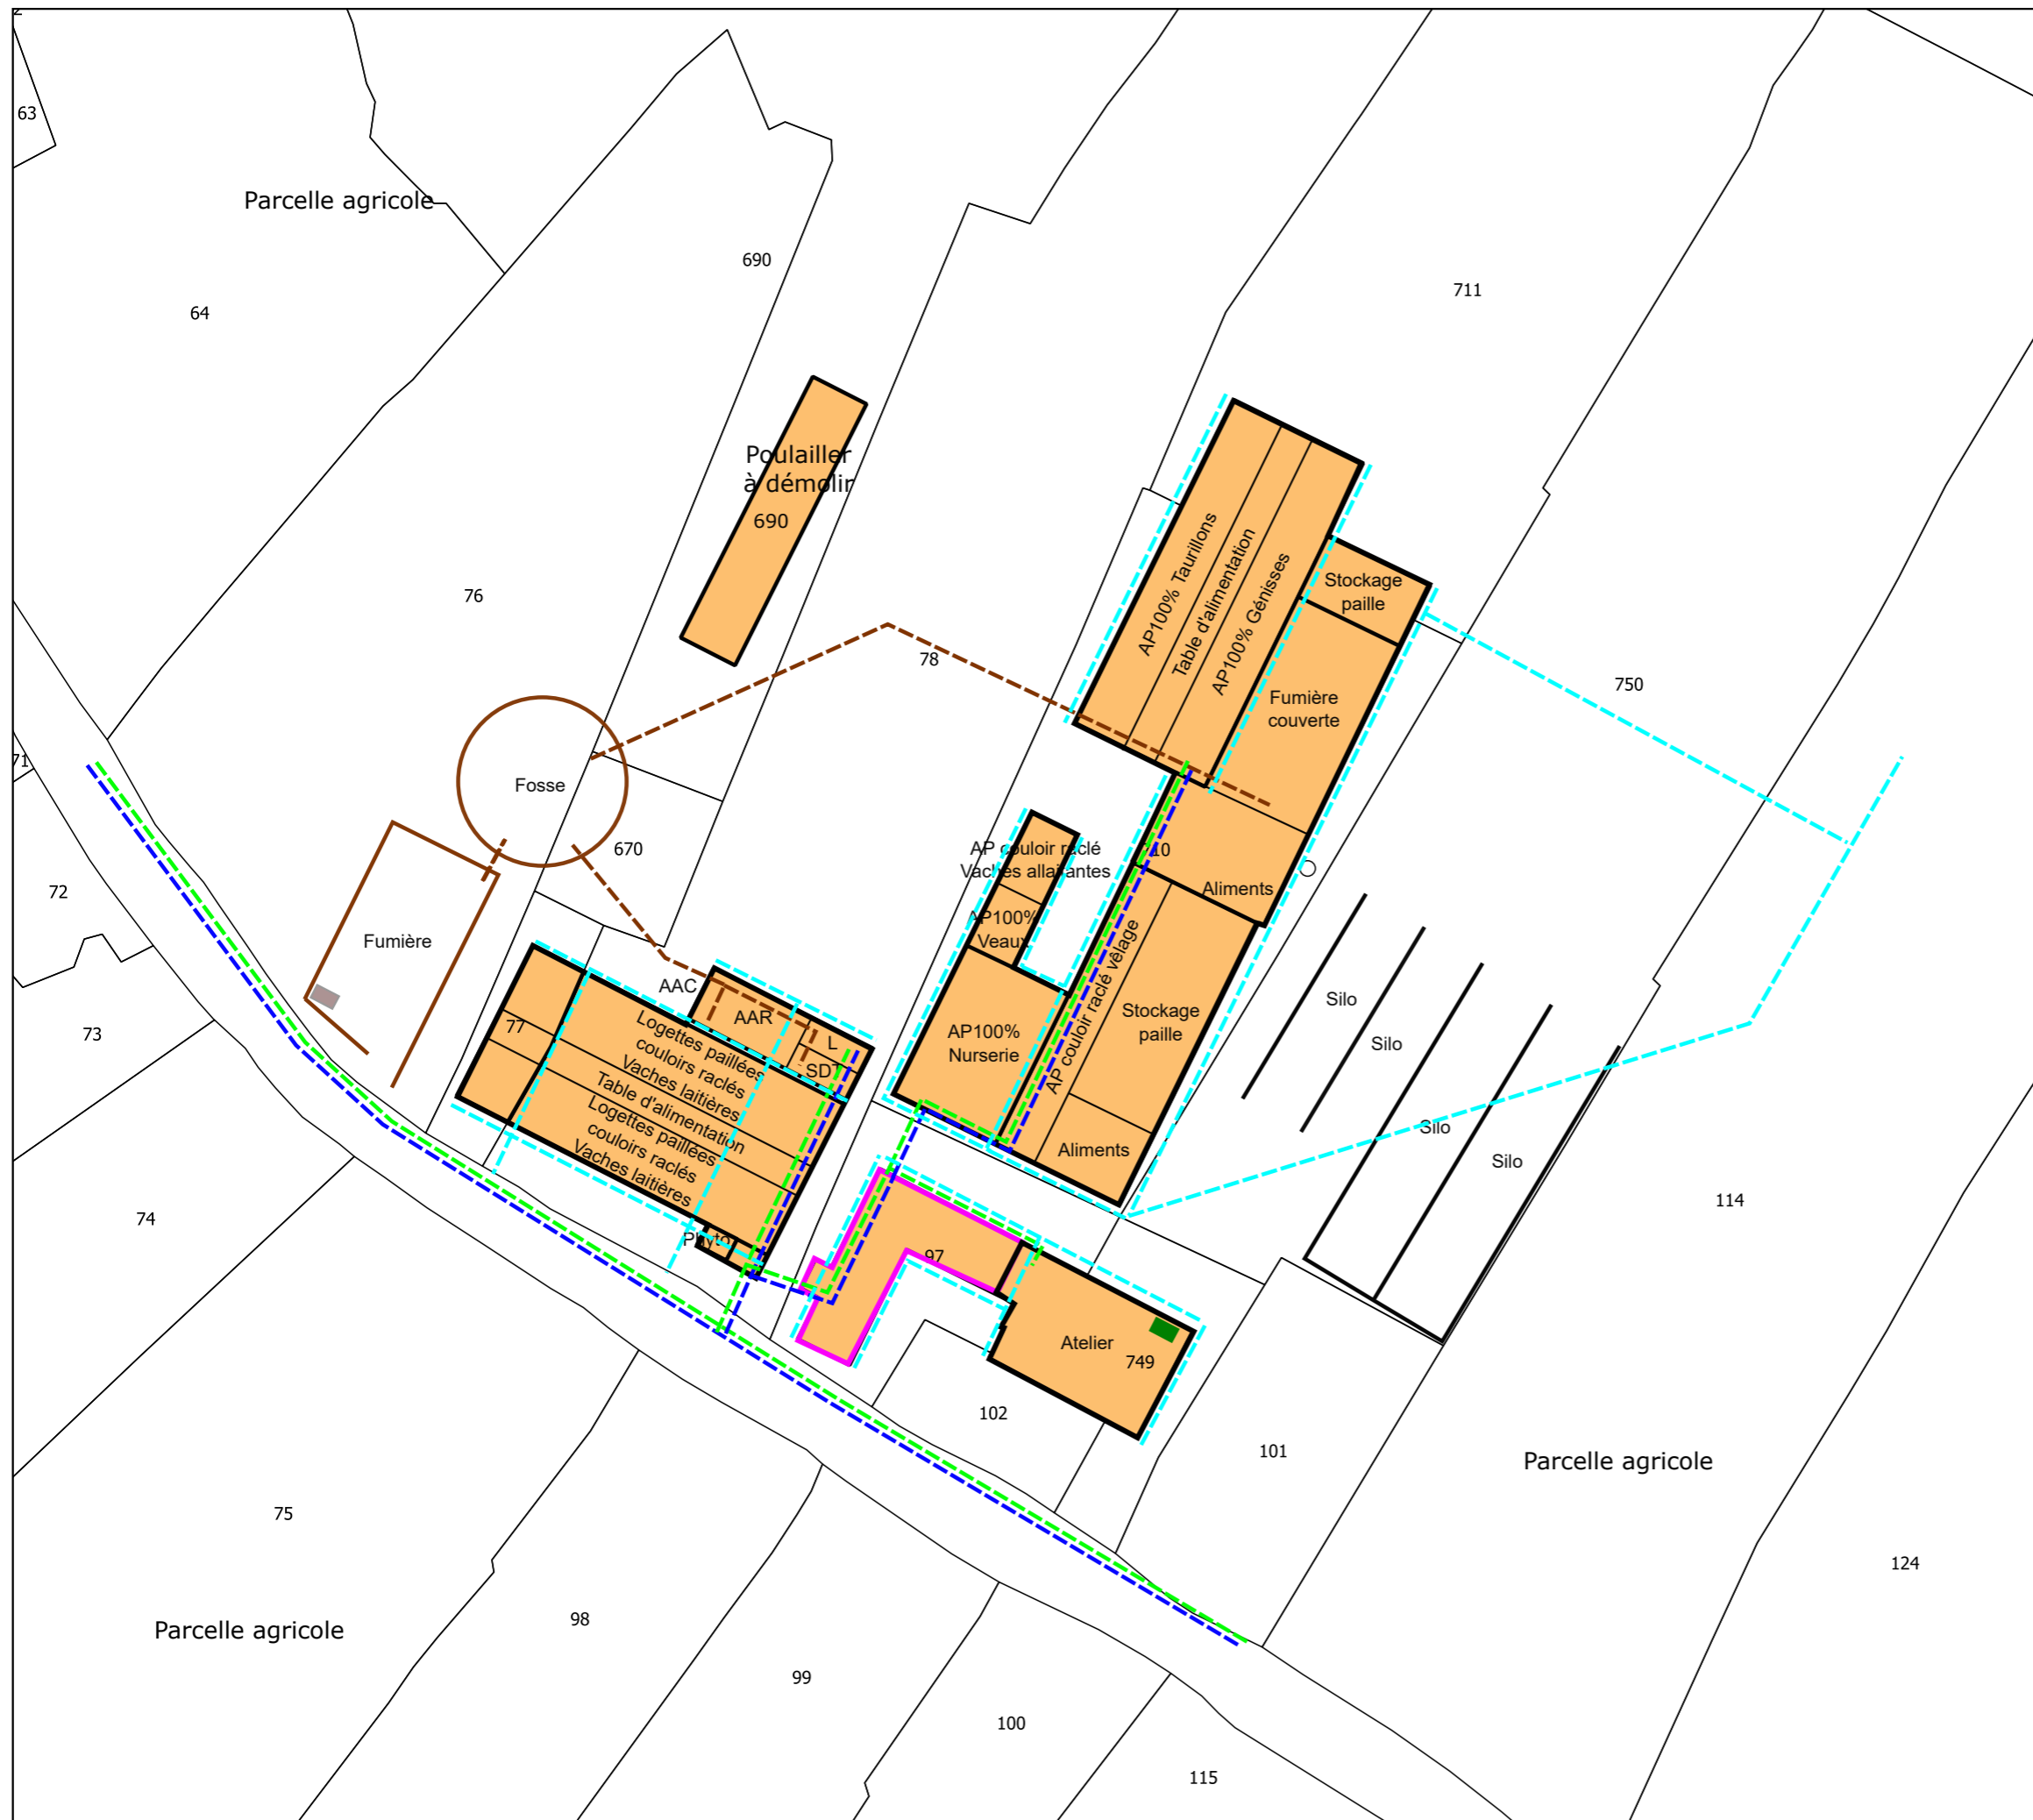 2
63
Parcelle agricole
690
711
64
Poulailler
à démolir
690
AP100% Taurillons
Table d'alimentation
AP100% Génisses
Stockage
paille
76
78
750
Fumière
couverte
71
Fosse
670
AP couloir raclé
Vaches allaitantes
10
Aliments
72
Fumière
AP100%
Veaux
AP couloir raclé vêlage
73
77
AAC
AAR
L
SDT
Logettes paillées
couloirs raclés
Vaches laitières
Table d'alimentation
Logettes paillées
couloirs raclés
Vaches laitières
AP100%
Nurserie
Stockage
paille
Silo
Silo
Silo
Silo
Aliments
74
Phyto
97
114
Atelier
749
102
101
Parcelle agricole
75
124
Parcelle agricole
98
99
100
115